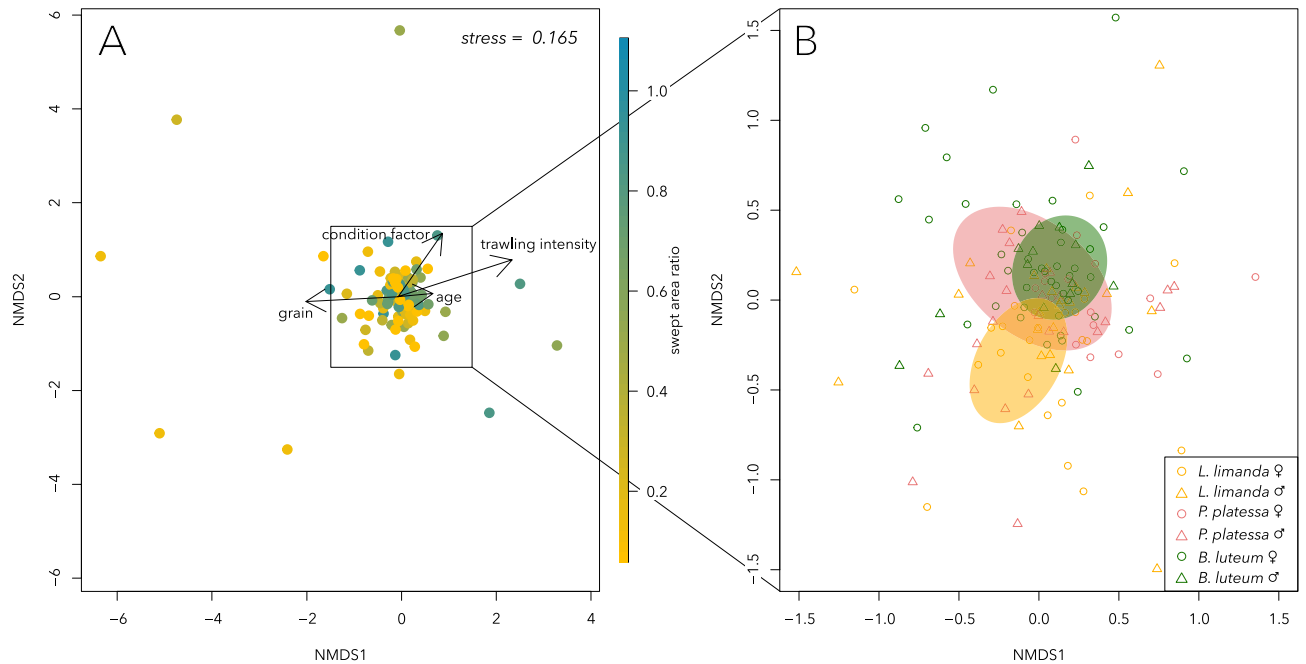 A
stress = 0.165
6
4
2
0
−2
−4
−6
NMDS2
condition factor
trawling intensity
age
grain
−6
−4
−2
0
2
4
NMDS1
1.0
0.8
0.6
0.4
0.2
swept area ratio
B
1.5
1.0
0.5
0.0
−0.5
−1.0
−1.5
NMDS2
L. limanda ♀
L. limanda ♂
P. platessa ♀
P. platessa ♂
B. luteum ♀
B. luteum ♂
−1.5
−1.0
−0.5
0.0
0.5
1.0
1.5
NMDS1